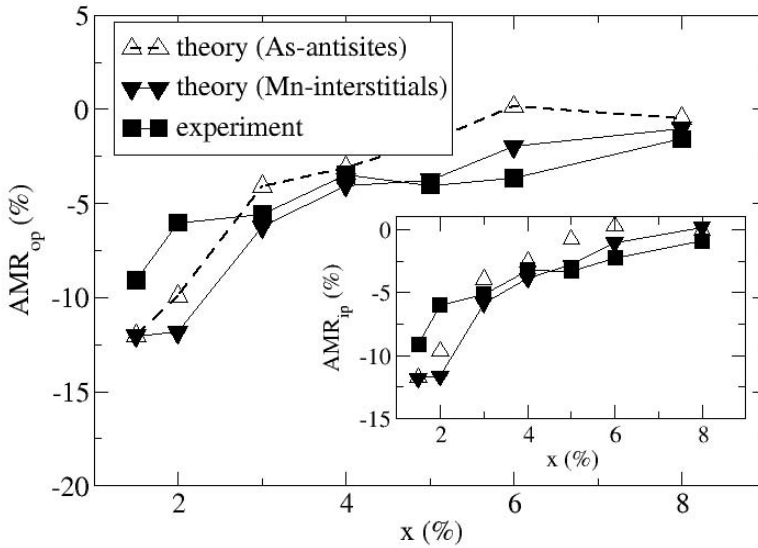 5
0
-5
-10
-15
-20
2
4
6
8
x (%)
AMR_op (%)
theory (As-antisites)
theory (Mn-interstitials)
experiment
0
-5
-10
-15
2
4
6
8
x (%)
AMR_ip (%)